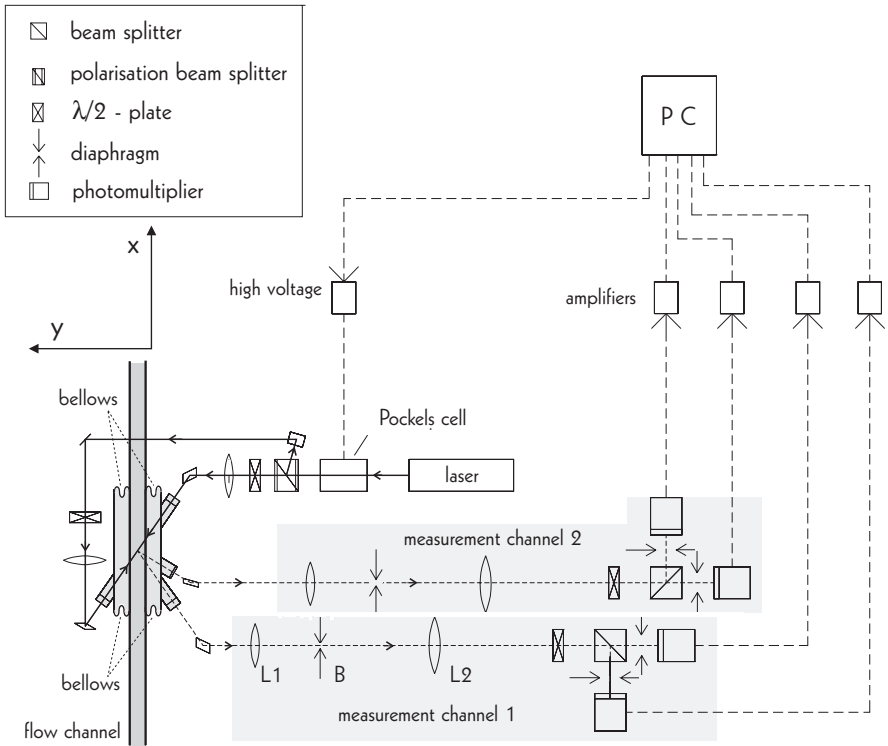 beam splitter
polarisation beam splitter
λ/2 - plate
diaphragm
photomultiplier
P C
x
y
high voltage
amplifiers
bellows
Pockels cell
laser
measurement channel 2
L1
B
L2
bellows
measurement channel 1
flow channel